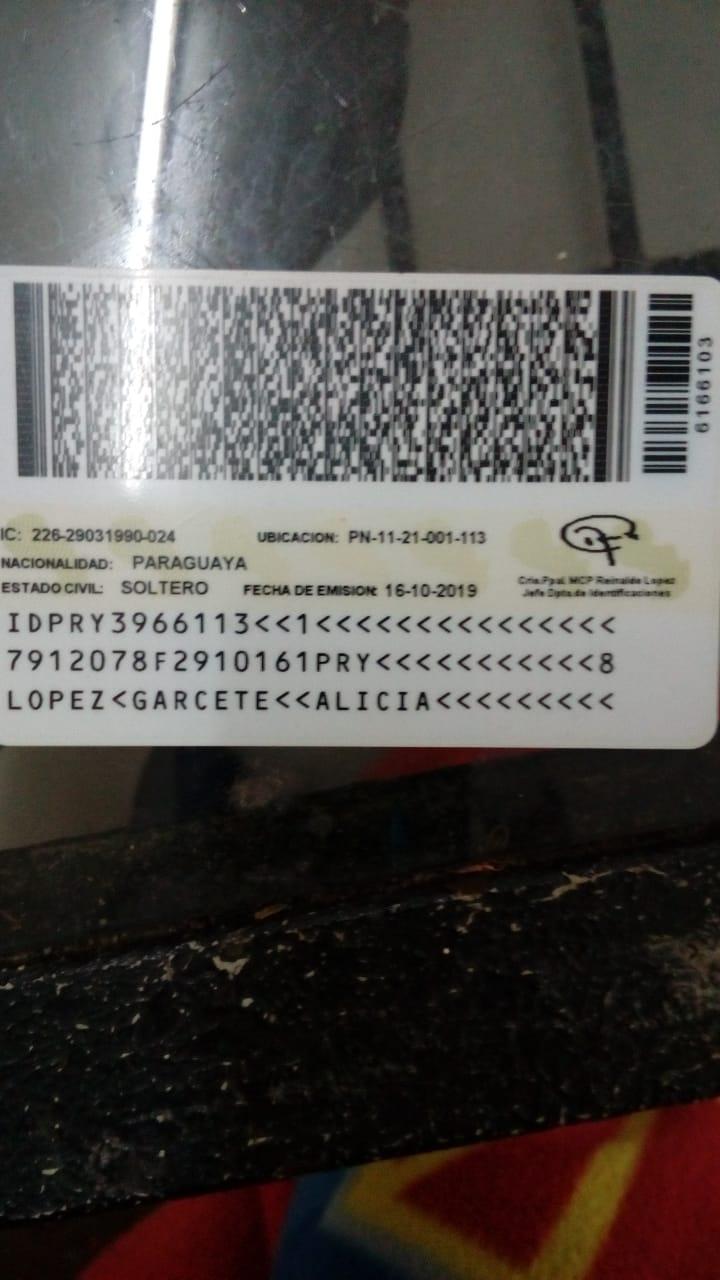 6166103
IC: 226-29031990-024 UBICACION: PN-11-21-001-113
NACIONALIDAD: PARAGUAYA
ESTADO CIVIL: SOLTERO FECHA DE EMISION: 16-10-2019
Crio.Ppal. MCP Reinaldo Lopez
Jefe Dpto.de Identificaciones
IDPRY3966113<<1<<<<<<<<<<<<<<<
7912078F2910161PRY<<<<<<<<<<<8
LOPEZ<GARCETE<<ALICIA<<<<<<<<<